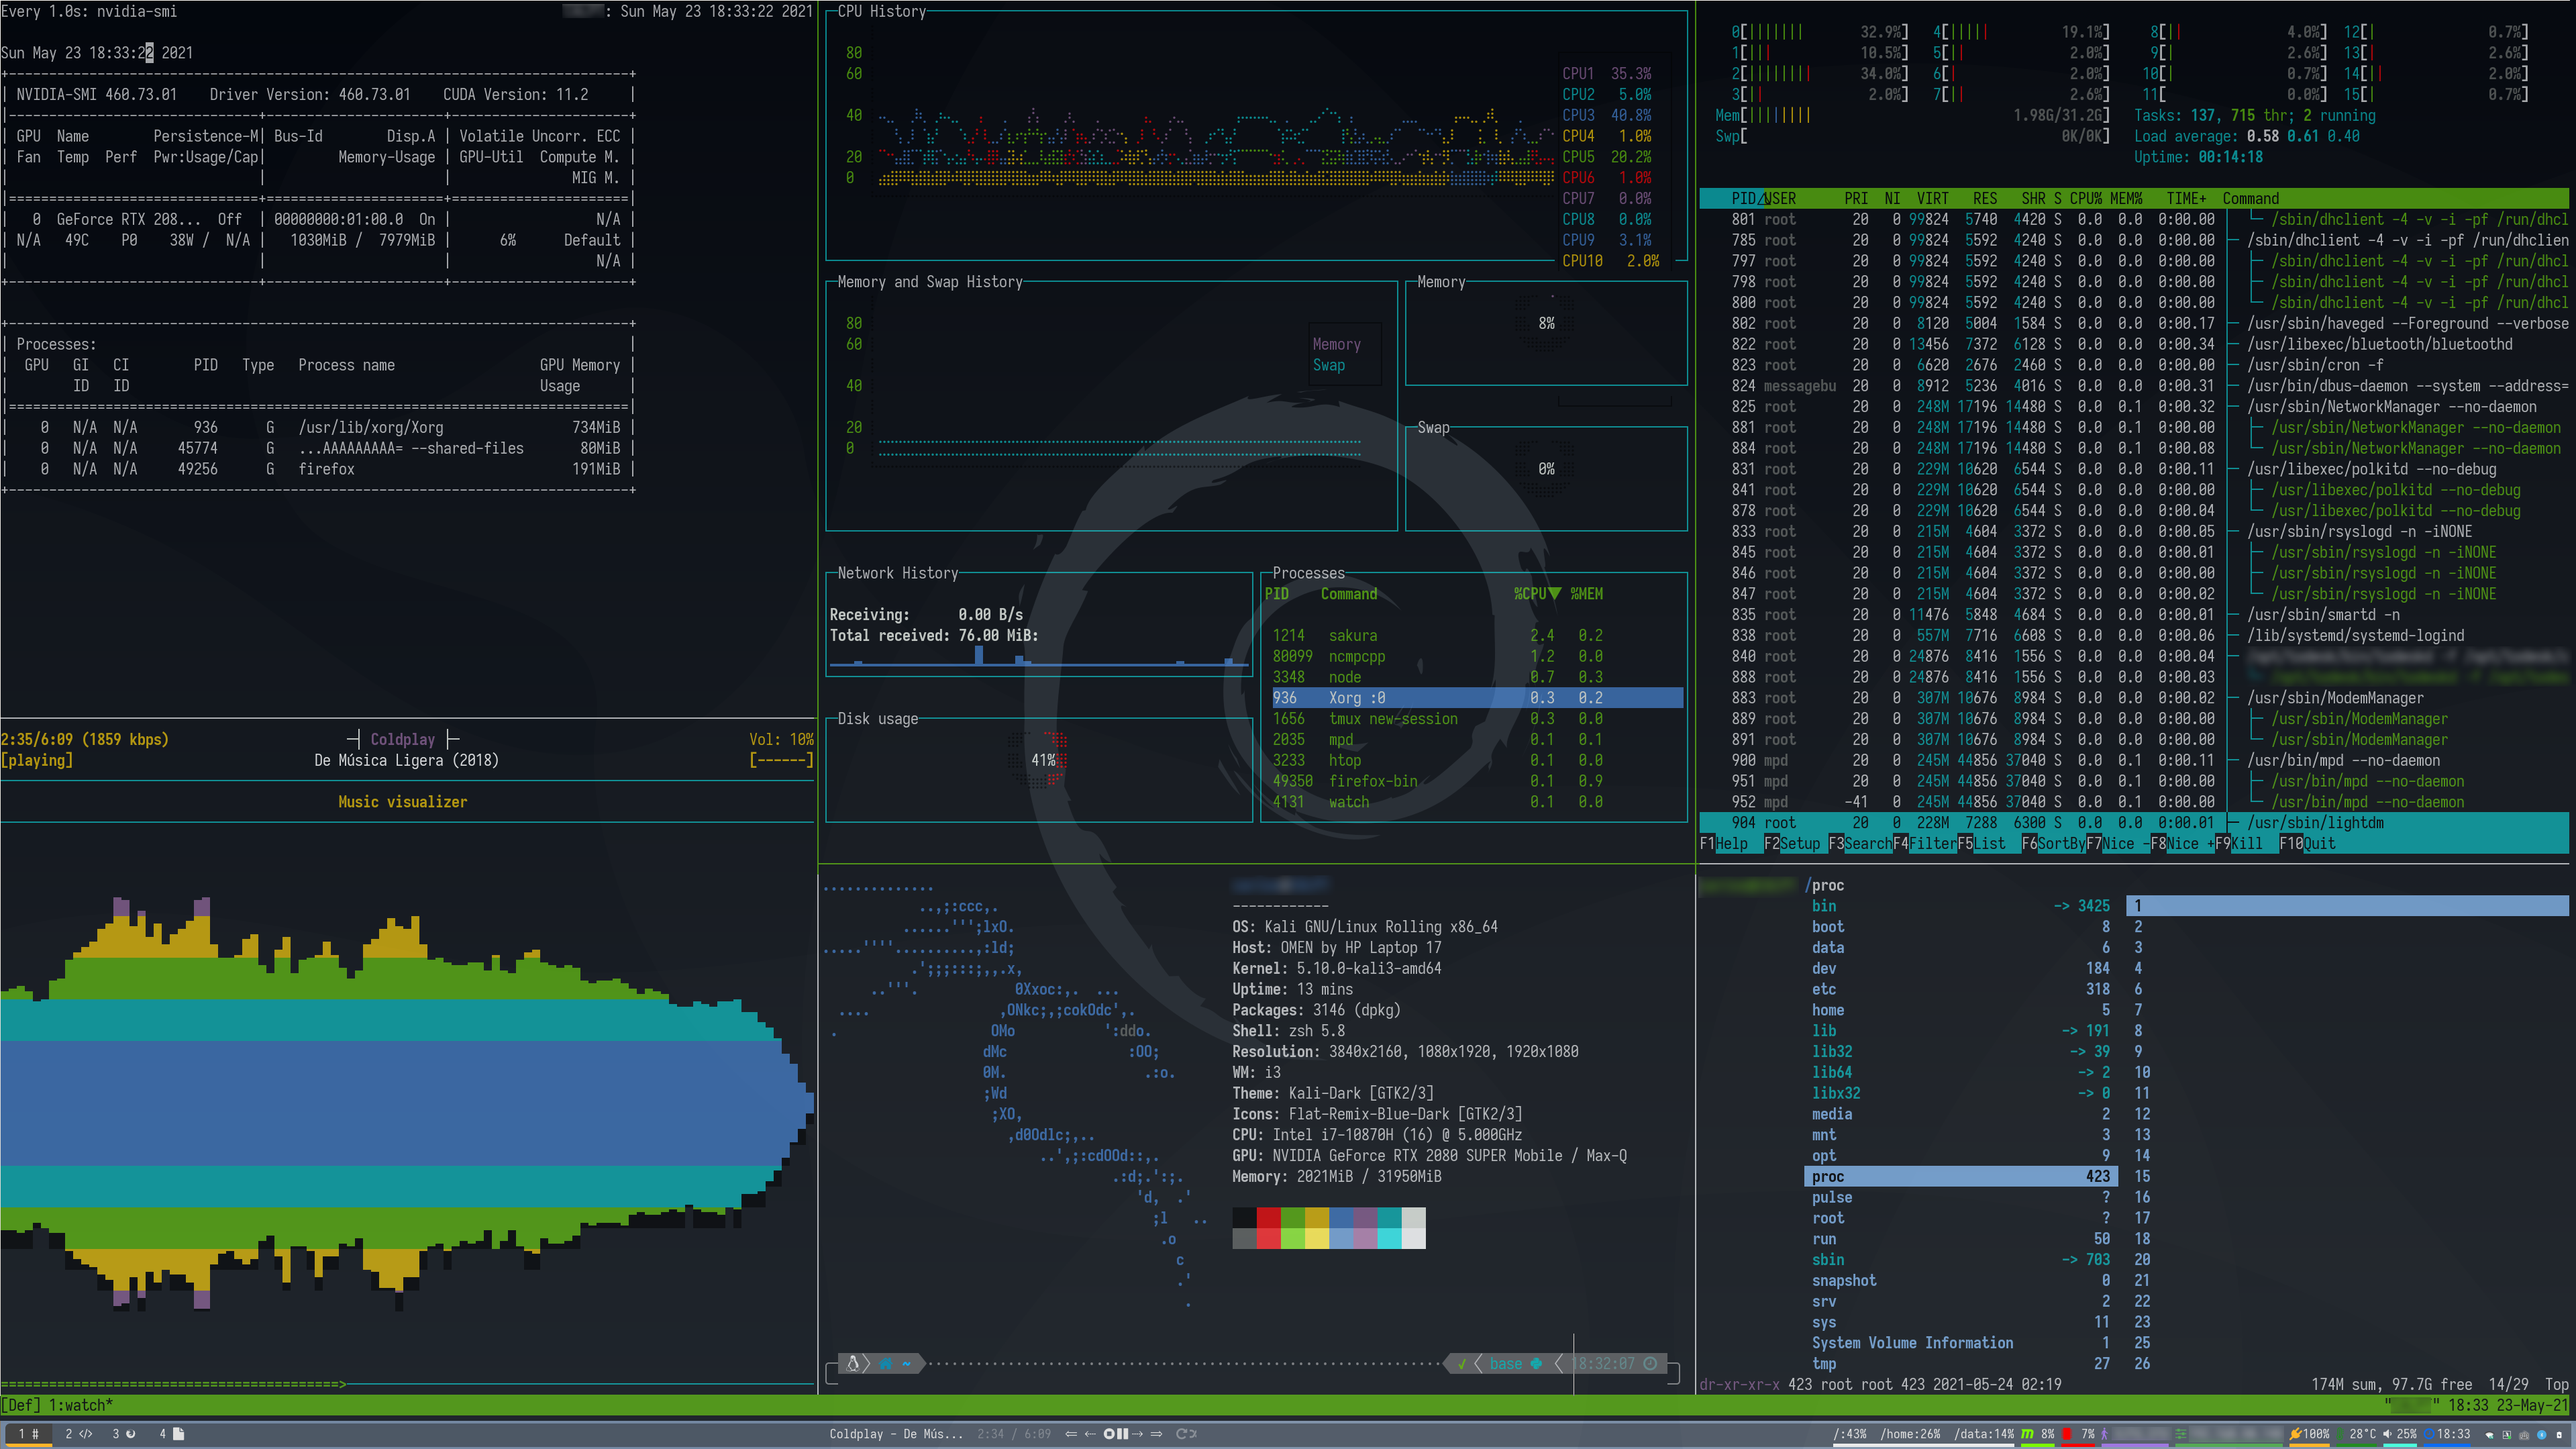 Every 1.0s: nvidia-smi
: Sun May 23 18:33:22 2021
Sun May 23 18:33:22 2021
NVIDIA-SMI 460.73.01    Driver Version: 460.73.01    CUDA Version: 11.2
GPU  Name        Persistence-M| Bus-Id        Disp.A | Volatile Uncorr. ECC
Fan  Temp  Perf  Pwr:Usage/Cap|         Memory-Usage | GPU-Util  Compute M.
MIG M.
0  GeForce RTX 208...  Off  | 00000000:01:00.0  On |                  N/A
N/A   49C    P0    38W /  N/A |   1030MiB /  7979MiB |      6%      Default
N/A
Processes:
GPU   GI   CI        PID   Type   Process name                  GPU Memory
ID   ID                                                   Usage
0   N/A  N/A       936      G   /usr/lib/xorg/Xorg                734MiB
0   N/A  N/A     45774      G   ...AAAAAAAAA= --shared-files       80MiB
0   N/A  N/A     49256      G   firefox                           191MiB
2:35/6:09 (1859 kbps)
Coldplay
Vol: 10%
[playing]
De Música Ligera (2018)
[------]
Music visualizer
[Def] 1:watch*
CPU History
80
60
40
20
0
CPU1 35.3%
CPU2 5.0%
CPU3 40.8%
CPU4 1.0%
CPU5 20.2%
CPU6 1.0%
CPU7 0.0%
CPU8 0.0%
CPU9 3.1%
CPU10 2.0%
Memory and Swap History
80
60
40
20
0
Memory
Swap
Memory
8%
Swap
0%
Network History
Receiving: 0.00 B/s
Total received: 76.00 MiB:
Disk usage
41%
Processes
PID Command %CPU▼ %MEM
1214 sakura 2.4 0.2
80099 ncmpcpp 1.2 0.0
3348 node 0.7 0.3
936 Xorg :0 0.3 0.2
1656 tmux new-session 0.3 0.0
2035 mpd 0.1 0.1
3233 htop 0.1 0.0
49350 firefox-bin 0.1 0.9
4131 watch 0.1 0.0
..............
..,;:ccc,.
......''';lxO.
.....''''..........,:ld;
.';;;:::;,,.x,
..'''.            0Xxoc:,.  ...
....                ,ONkc;,;cokOdc',.
.                   OMo           ':ddo.
dMc               :OO;
0M.                 .:o.
;Wd
;XO,
,d0Odlc;,..
..',;:cdOOd::,.
.:d;.':;.
'd,  .'
;l   ..
.o
c
.'
.
------------
OS: Kali GNU/Linux Rolling x86_64
Host: OMEN by HP Laptop 17
Kernel: 5.10.0-kali3-amd64
Uptime: 13 mins
Packages: 3146 (dpkg)
Shell: zsh 5.8
Resolution: 3840x2160, 1080x1920, 1920x1080
WM: i3
Theme: Kali-Dark [GTK2/3]
Icons: Flat-Remix-Blue-Dark [GTK2/3]
CPU: Intel i7-10870H (16) @ 5.000GHz
GPU: NVIDIA GeForce RTX 2080 SUPER Mobile / Max-Q
Memory: 2021MiB / 31950MiB
~
base
18:32:07
0[ 32.9%] 4[ 19.1%] 8[ 4.0%] 12[ 0.7%]
1[ 10.5%] 5[ 2.0%] 9[ 2.6%] 13[ 2.6%]
2[ 34.0%] 6[ 2.0%] 10[ 0.7%] 14[ 2.0%]
3[ 2.0%] 7[ 2.6%] 11[ 0.0%] 15[ 0.7%]
Mem[ 1.98G/31.2G] Tasks: 137, 715 thr; 2 running
Swp[ 0K/0K] Load average: 0.58 0.61 0.40
Uptime: 00:14:18
PID△USER PRI NI VIRT RES SHR S CPU% MEM% TIME+ Command
801 root 20 0 99824 5740 4420 S 0.0 0.0 0:00.00 /sbin/dhclient -4 -v -i -pf /run/dhcl
785 root 20 0 99824 5592 4240 S 0.0 0.0 0:00.00 /sbin/dhclient -4 -v -i -pf /run/dhclien
797 root 20 0 99824 5592 4240 S 0.0 0.0 0:00.00 /sbin/dhclient -4 -v -i -pf /run/dhcl
798 root 20 0 99824 5592 4240 S 0.0 0.0 0:00.00 /sbin/dhclient -4 -v -i -pf /run/dhcl
800 root 20 0 99824 5592 4240 S 0.0 0.0 0:00.00 /sbin/dhclient -4 -v -i -pf /run/dhcl
802 root 20 0 8120 5004 1584 S 0.0 0.0 0:00.17 /usr/sbin/haveged --Foreground --verbose
822 root 20 0 13456 7372 6128 S 0.0 0.0 0:00.34 /usr/libexec/bluetooth/bluetoothd
823 root 20 0 6620 2676 2460 S 0.0 0.0 0:00.00 /usr/sbin/cron -f
824 messagebu 20 0 8912 5236 4016 S 0.0 0.0 0:00.31 /usr/bin/dbus-daemon --system --address=
825 root 20 0 248M 17196 14480 S 0.0 0.1 0:00.32 /usr/sbin/NetworkManager --no-daemon
881 root 20 0 248M 17196 14480 S 0.0 0.1 0:00.00 /usr/sbin/NetworkManager --no-daemon
884 root 20 0 248M 17196 14480 S 0.0 0.1 0:00.08 /usr/sbin/NetworkManager --no-daemon
831 root 20 0 229M 10620 6544 S 0.0 0.0 0:00.11 /usr/libexec/polkitd --no-debug
841 root 20 0 229M 10620 6544 S 0.0 0.0 0:00.00 /usr/libexec/polkitd --no-debug
878 root 20 0 229M 10620 6544 S 0.0 0.0 0:00.04 /usr/libexec/polkitd --no-debug
833 root 20 0 215M 4604 3372 S 0.0 0.0 0:00.05 /usr/sbin/rsyslogd -n -iNONE
845 root 20 0 215M 4604 3372 S 0.0 0.0 0:00.01 /usr/sbin/rsyslogd -n -iNONE
846 root 20 0 215M 4604 3372 S 0.0 0.0 0:00.00 /usr/sbin/rsyslogd -n -iNONE
847 root 20 0 215M 4604 3372 S 0.0 0.0 0:00.02 /usr/sbin/rsyslogd -n -iNONE
835 root 20 0 11476 5848 4684 S 0.0 0.0 0:00.01 /usr/sbin/smartd -n
838 root 20 0 557M 7716 6608 S 0.0 0.0 0:00.06 /lib/systemd/systemd-logind
840 root 20 0 24876 8416 1556 S 0.0 0.0 0:00.04
888 root 20 0 24876 8416 1556 S 0.0 0.0 0:00.03
883 root 20 0 307M 10676 8984 S 0.0 0.0 0:00.02 /usr/sbin/ModemManager
889 root 20 0 307M 10676 8984 S 0.0 0.0 0:00.00 /usr/sbin/ModemManager
891 root 20 0 307M 10676 8984 S 0.0 0.0 0:00.00 /usr/sbin/ModemManager
900 mpd 20 0 245M 44856 37040 S 0.0 0.1 0:00.11 /usr/bin/mpd --no-daemon
951 mpd 20 0 245M 44856 37040 S 0.0 0.1 0:00.00 /usr/bin/mpd --no-daemon
952 mpd -41 0 245M 44856 37040 S 0.0 0.1 0:00.00 /usr/bin/mpd --no-daemon
904 root 20 0 228M 7288 6300 S 0.0 0.0 0:00.01 /usr/sbin/lightdm
F1Help F2Setup F3SearchF4FilterF5List F6SortByF7Nice -F8Nice +F9Kill F10Quit
/proc
bin -> 3425 1
boot 8 2
data 6 3
dev 184 4
etc 318 6
home 5 7
lib -> 191 8
lib32 -> 39 9
lib64 -> 2 10
libx32 -> 0 11
media 2 12
mnt 3 13
opt 9 14
proc 423 15
pulse ? 16
root ? 17
run 50 18
sbin -> 703 20
snapshot 0 21
srv 2 22
sys 11 23
System Volume Information 1 25
tmp 27 26
dr-xr-xr-x 423 root root 423 2021-05-24 02:19 174M sum, 97.7G free 14/29 Top
" " 18:33 23-May-21
1 # 2 </> 3 4
Coldplay - De Mús... 2:34 / 6:09
/:43% /home:26% /data:14% 8% 7% 100% 28°C 25% 18:33